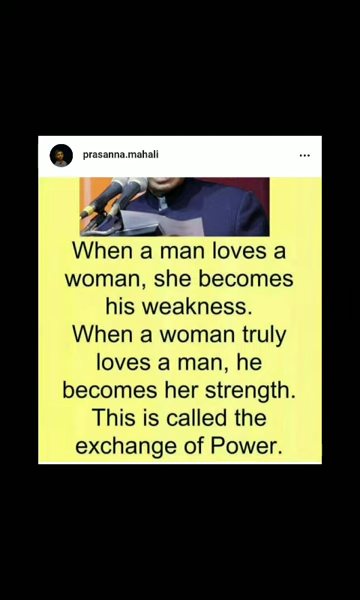 prasanna.mahali
When a man loves a
woman, she becomes
his weakness.
When a woman truly
loves a man, he
becomes her strength.
This is called the
exchange of Power.